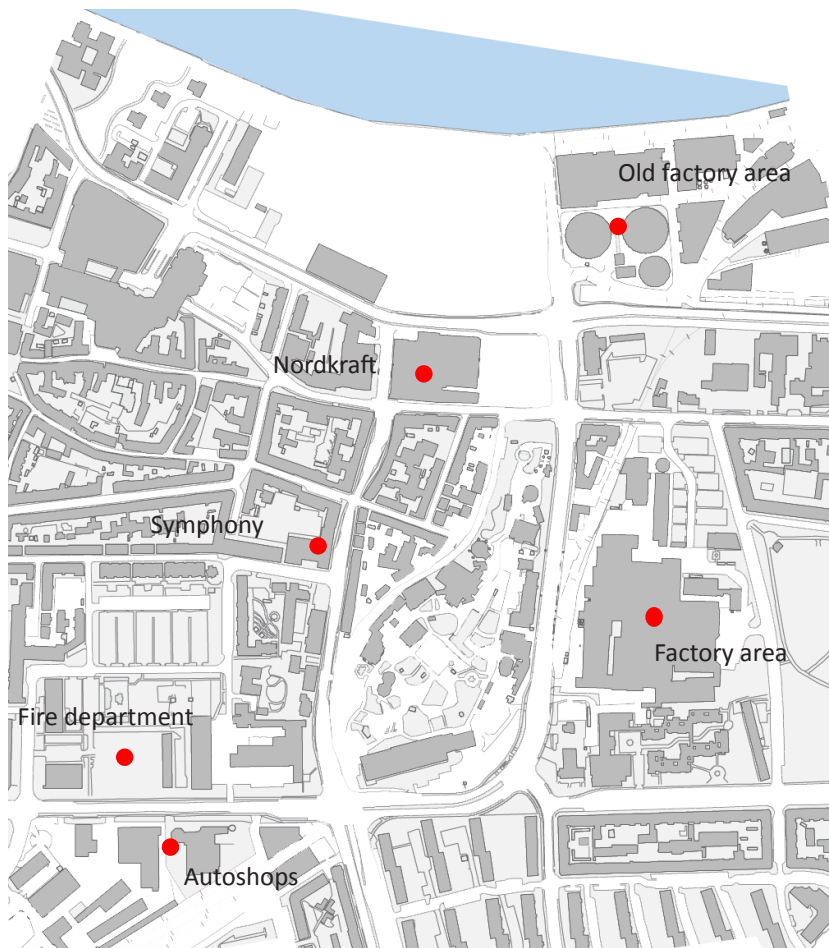 Old factory area
Nordkraft
Symphony
Factory area
Fire department
Autoshops